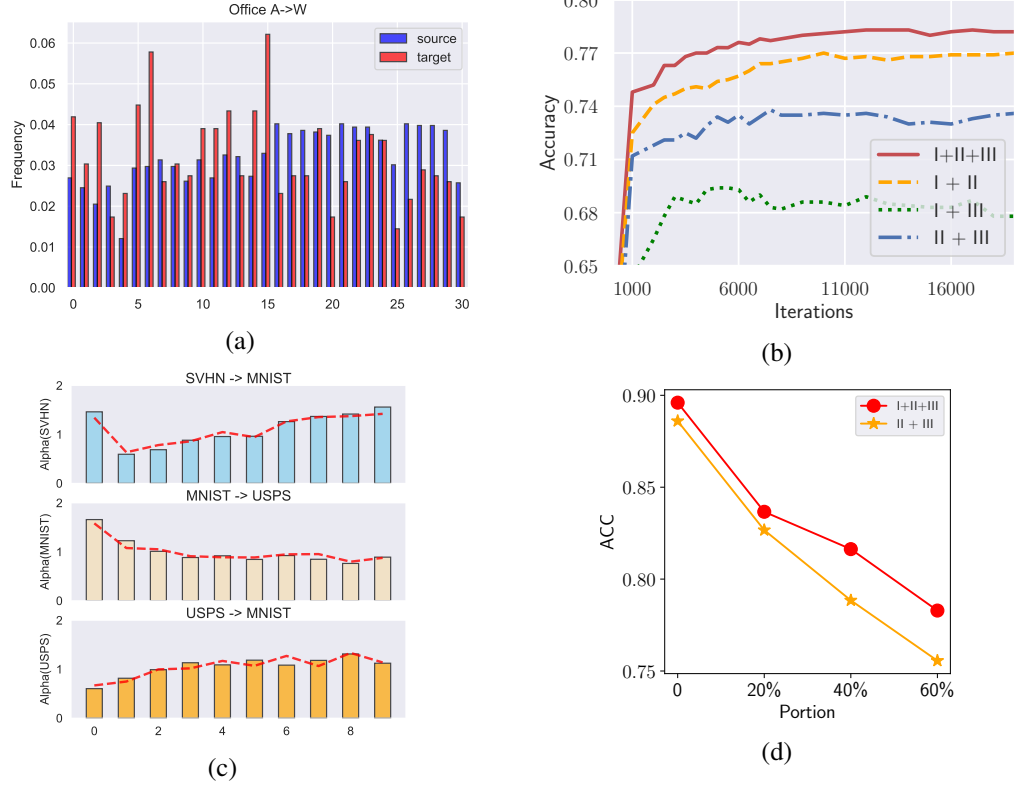 Office A->W
source
target
Frequency
0.06
0.05
0.04
0.03
0.02
0.01
0.00
0 5 10 15 20 25 30
(a)
0.80
0.77
0.74
0.71
0.68
0.65
Accuracy
I+II+III
I + II
I + III
II + III
1000 6000 11000 16000
Iterations
(b)
SVHN -> MNIST
Alpha(SVHN)
2
1
0
MNIST -> USPS
Alpha(MNIST)
2
1
0
USPS -> MNIST
Alpha(USPS)
2
1
0
0 2 4 6 8
(c)
0.90
0.85
0.80
0.75
ACC
I+II+III
II + III
0 20% 40% 60%
Portion
(d)